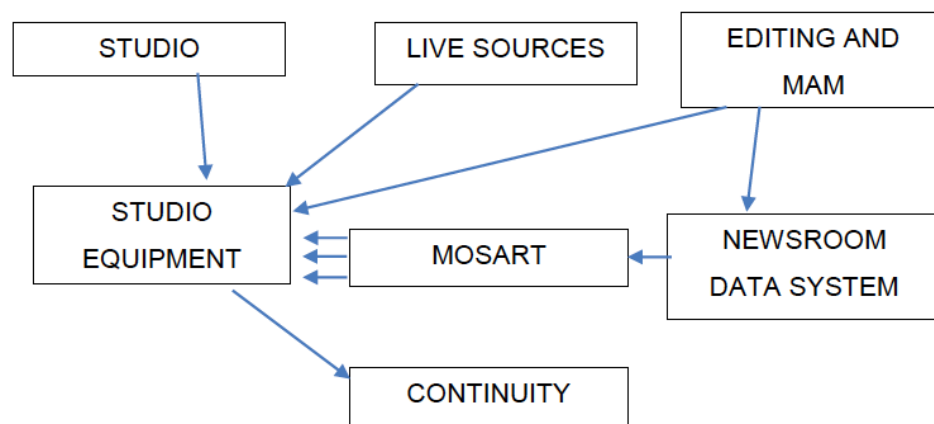 STUDIO
LIVE SOURCES
EDITING AND
MAM
STUDIO
EQUIPMENT
MOSART
NEWSROOM
DATA SYSTEM
CONTINUITY